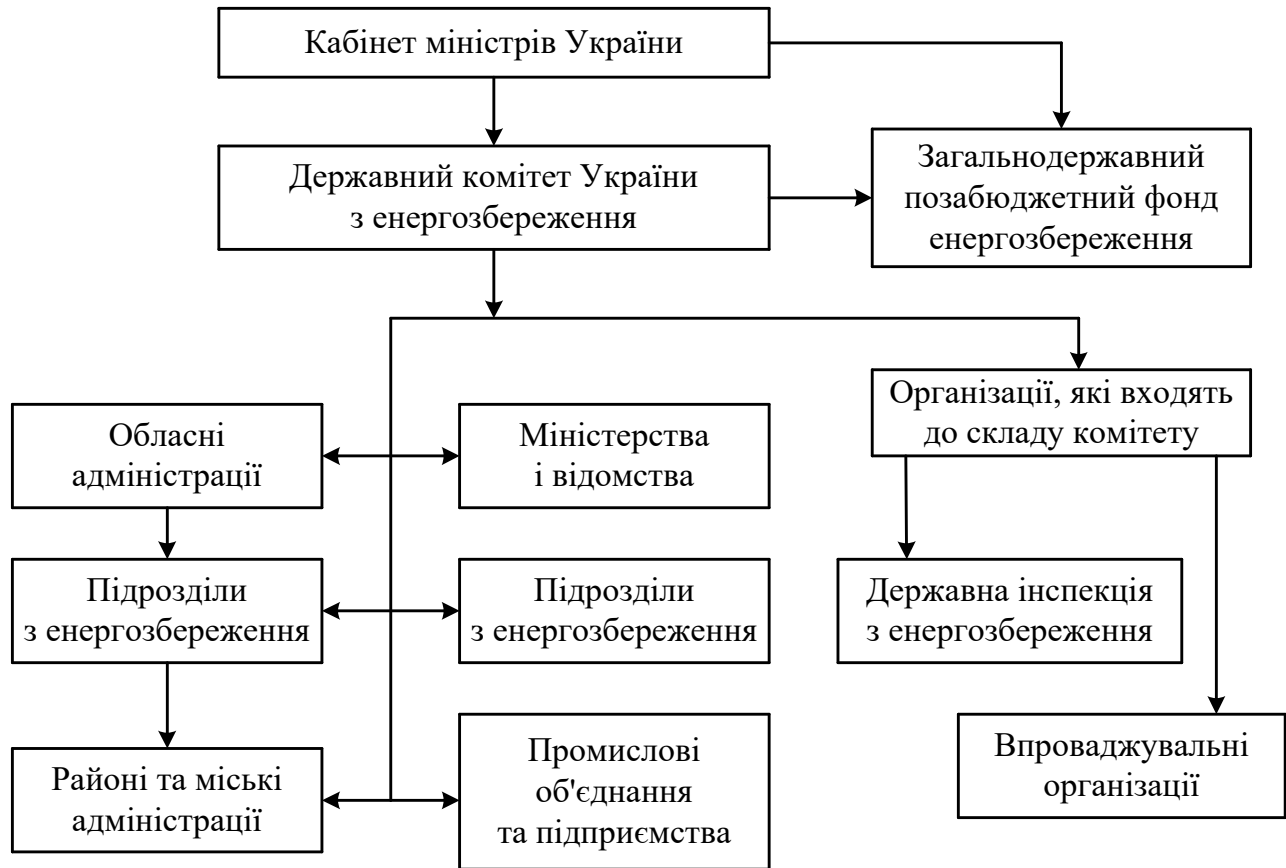 Кабінет міністрів України
Державний комітет України
з енергозбереження
Загальнодержавний
позабюджетний фонд
енергозбереження
Організації, які входять
до складу комітету
Обласні
адміністрації
Міністерства
і відомства
Підрозділи
з енергозбереження
Підрозділи
з енергозбереження
Державна інспекція
з енергозбереження
Районі та міські
адміністрації
Промислові
об'єднання
та підприємства
Впроваджувальні
організації